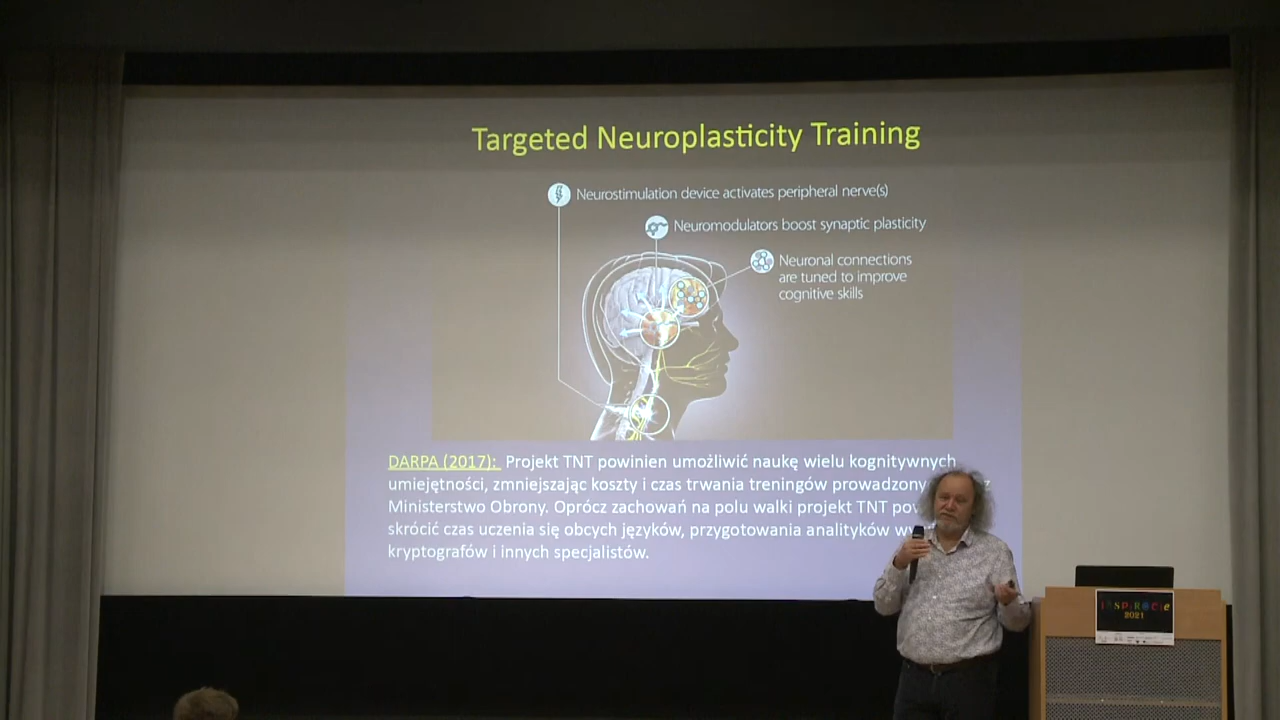 Targeted Neuroplasticity Training
Neurostimulation device activates peripheral nerve(s)
Neuromodulators boost synaptic plasticity
Neuronal connections
are tuned to improve
cognitive skills
DARPA (2017): Projekt TNT powinien umożliwić naukę wielu kognitywnych
umiejętności, zmniejszając koszty i czas trwania treningów
Ministerstwo Obrony. Oprócz zachowań na polu walki projekt TNT
skrócić czas uczenia się obcych języków, przygotowania analityków
kryptografów i innych specjalistów.
INSPIRACJE
2021